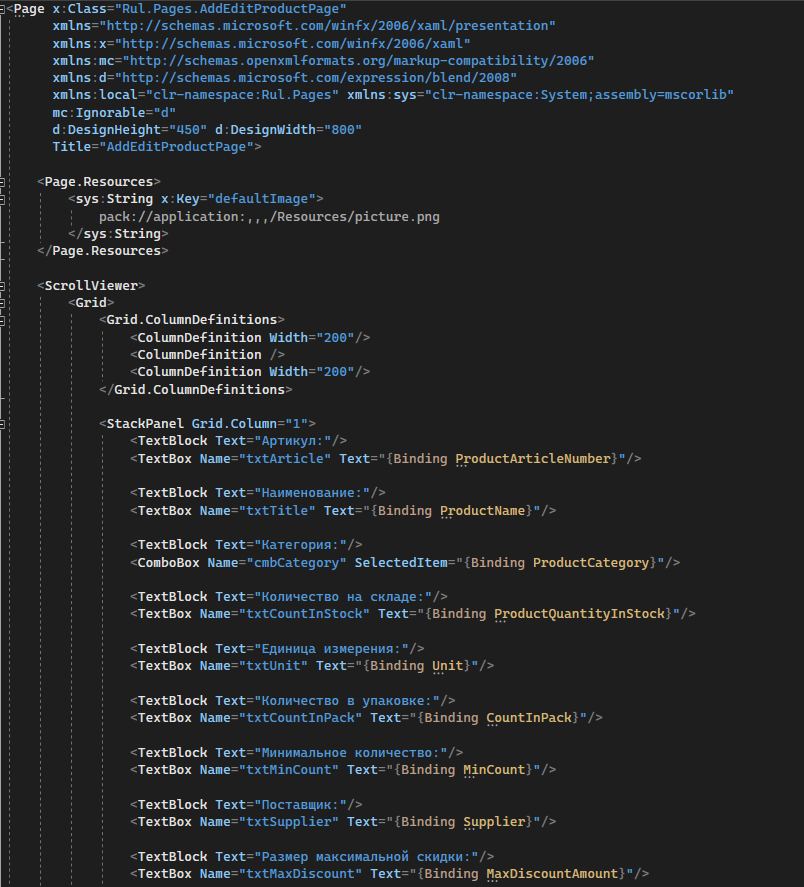 <Page x:Class="Rul.Pages.AddEditProductPage"
xmlns="http://schemas.microsoft.com/winfx/2006/xaml/presentation"
xmlns:x="http://schemas.microsoft.com/winfx/2006/xaml"
xmlns:mc="http://schemas.openxmlformats.org/markup-compatibility/2006"
xmlns:d="http://schemas.microsoft.com/expression/blend/2008"
xmlns:local="clr-namespace:Rul.Pages" xmlns:sys="clr-namespace:System;assembly=mscorlib"
mc:Ignorable="d"
d:DesignHeight="450" d:DesignWidth="800"
Title="AddEditProductPage">
<Page.Resources>
<sys:String x:Key="defaultImage">
pack://application:,,,/Resources/picture.png
</sys:String>
</Page.Resources>
<ScrollViewer>
<Grid>
<Grid.ColumnDefinitions>
<ColumnDefinition Width="200"/>
<ColumnDefinition />
<ColumnDefinition Width="200"/>
</Grid.ColumnDefinitions>
<StackPanel Grid.Column="1">
<TextBlock Text="Артикул:"/>
<TextBox Name="txtArticle" Text="{Binding ProductArticleNumber}"/>
<TextBlock Text="Наименование:"/>
<TextBox Name="txtTitle" Text="{Binding ProductName}"/>
<TextBlock Text="Категория:"/>
<ComboBox Name="cmbCategory" SelectedItem="{Binding ProductCategory}"/>
<TextBlock Text="Количество на складе:"/>
<TextBox Name="txtCountInStock" Text="{Binding ProductQuantityInStock}"/>
<TextBlock Text="Единица измерения:"/>
<TextBox Name="txtUnit" Text="{Binding Unit}"/>
<TextBlock Text="Количество в упаковке:"/>
<TextBox Name="txtCountInPack" Text="{Binding CountInPack}"/>
<TextBlock Text="Минимальное количество:"/>
<TextBox Name="txtMinCount" Text="{Binding MinCount}"/>
<TextBlock Text="Поставщик:"/>
<TextBox Name="txtSupplier" Text="{Binding Supplier}"/>
<TextBlock Text="Размер максимальной скидки:"/>
<TextBox Name="txtMaxDiscount" Text="{Binding MaxDiscountAmount}"/>